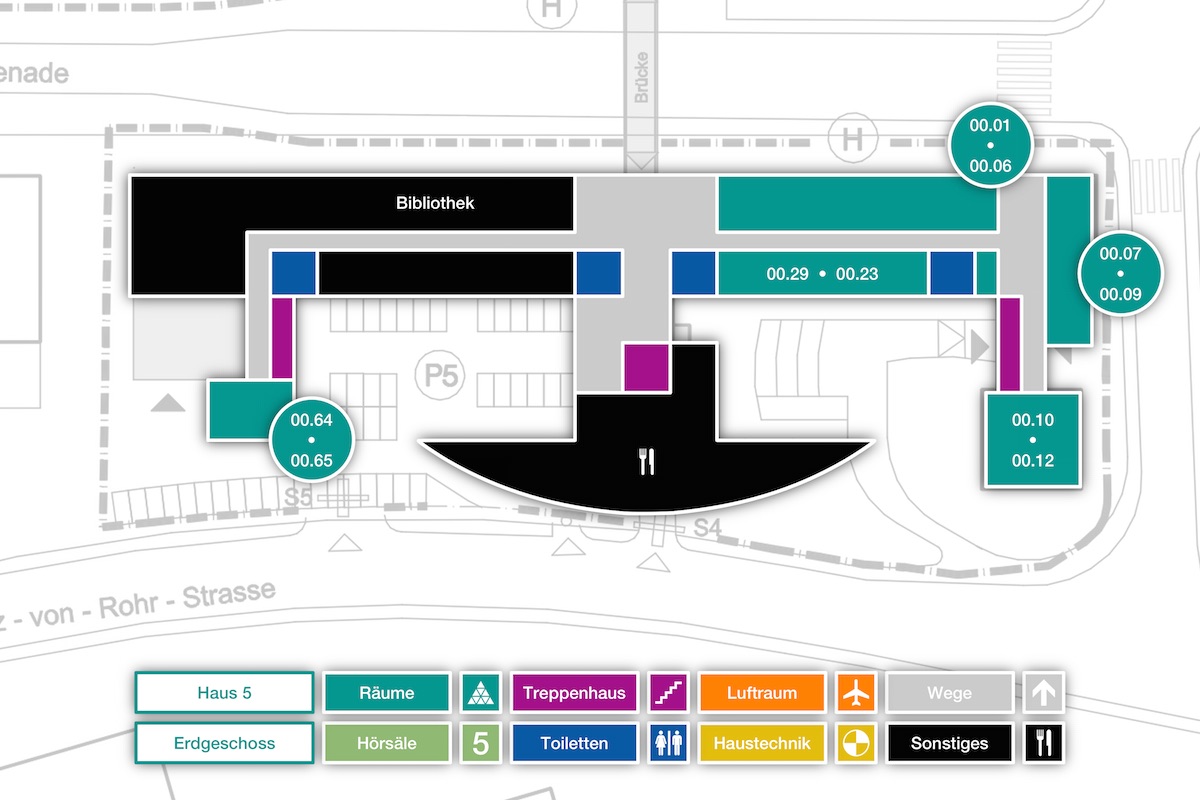 H
Brücke
enade
H
00.01
•
00.06
Bibliothek
00.07
•
00.09
00.29 • 00.23
P5
00.64
•
00.65
00.10
•
00.12
S5
S4
z - von - Rohr - Strasse
Haus 5
Räume
Treppenhaus
Luftraum
Wege
Erdgeschoss
Hörsäle
5
Toiletten
Haustechnik
Sonstiges